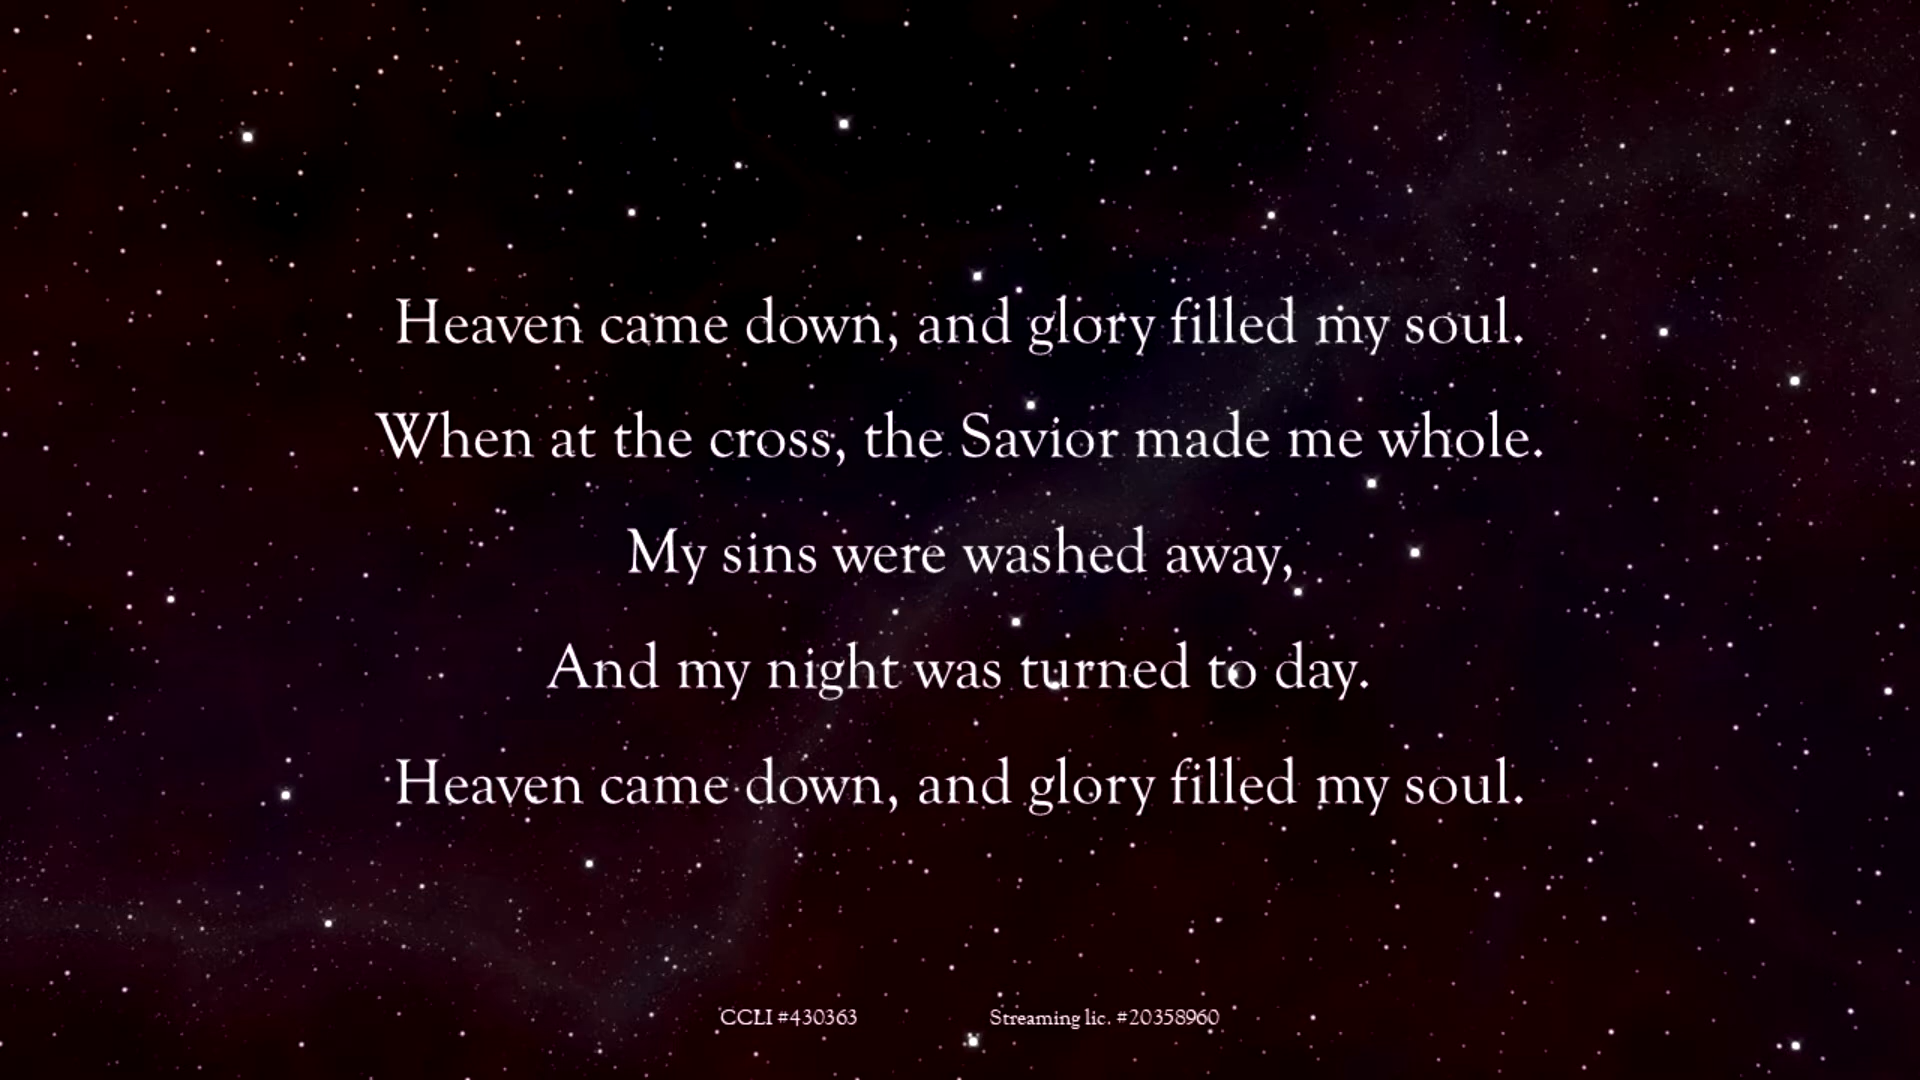 Heaven came down, and glory filled my soul.
When at the cross, the Savior made me whole.
My sins were washed away,
And my night was turned to day.
Heaven came down, and glory filled my soul.
CCLI #430363 Streaming lic. #20358960